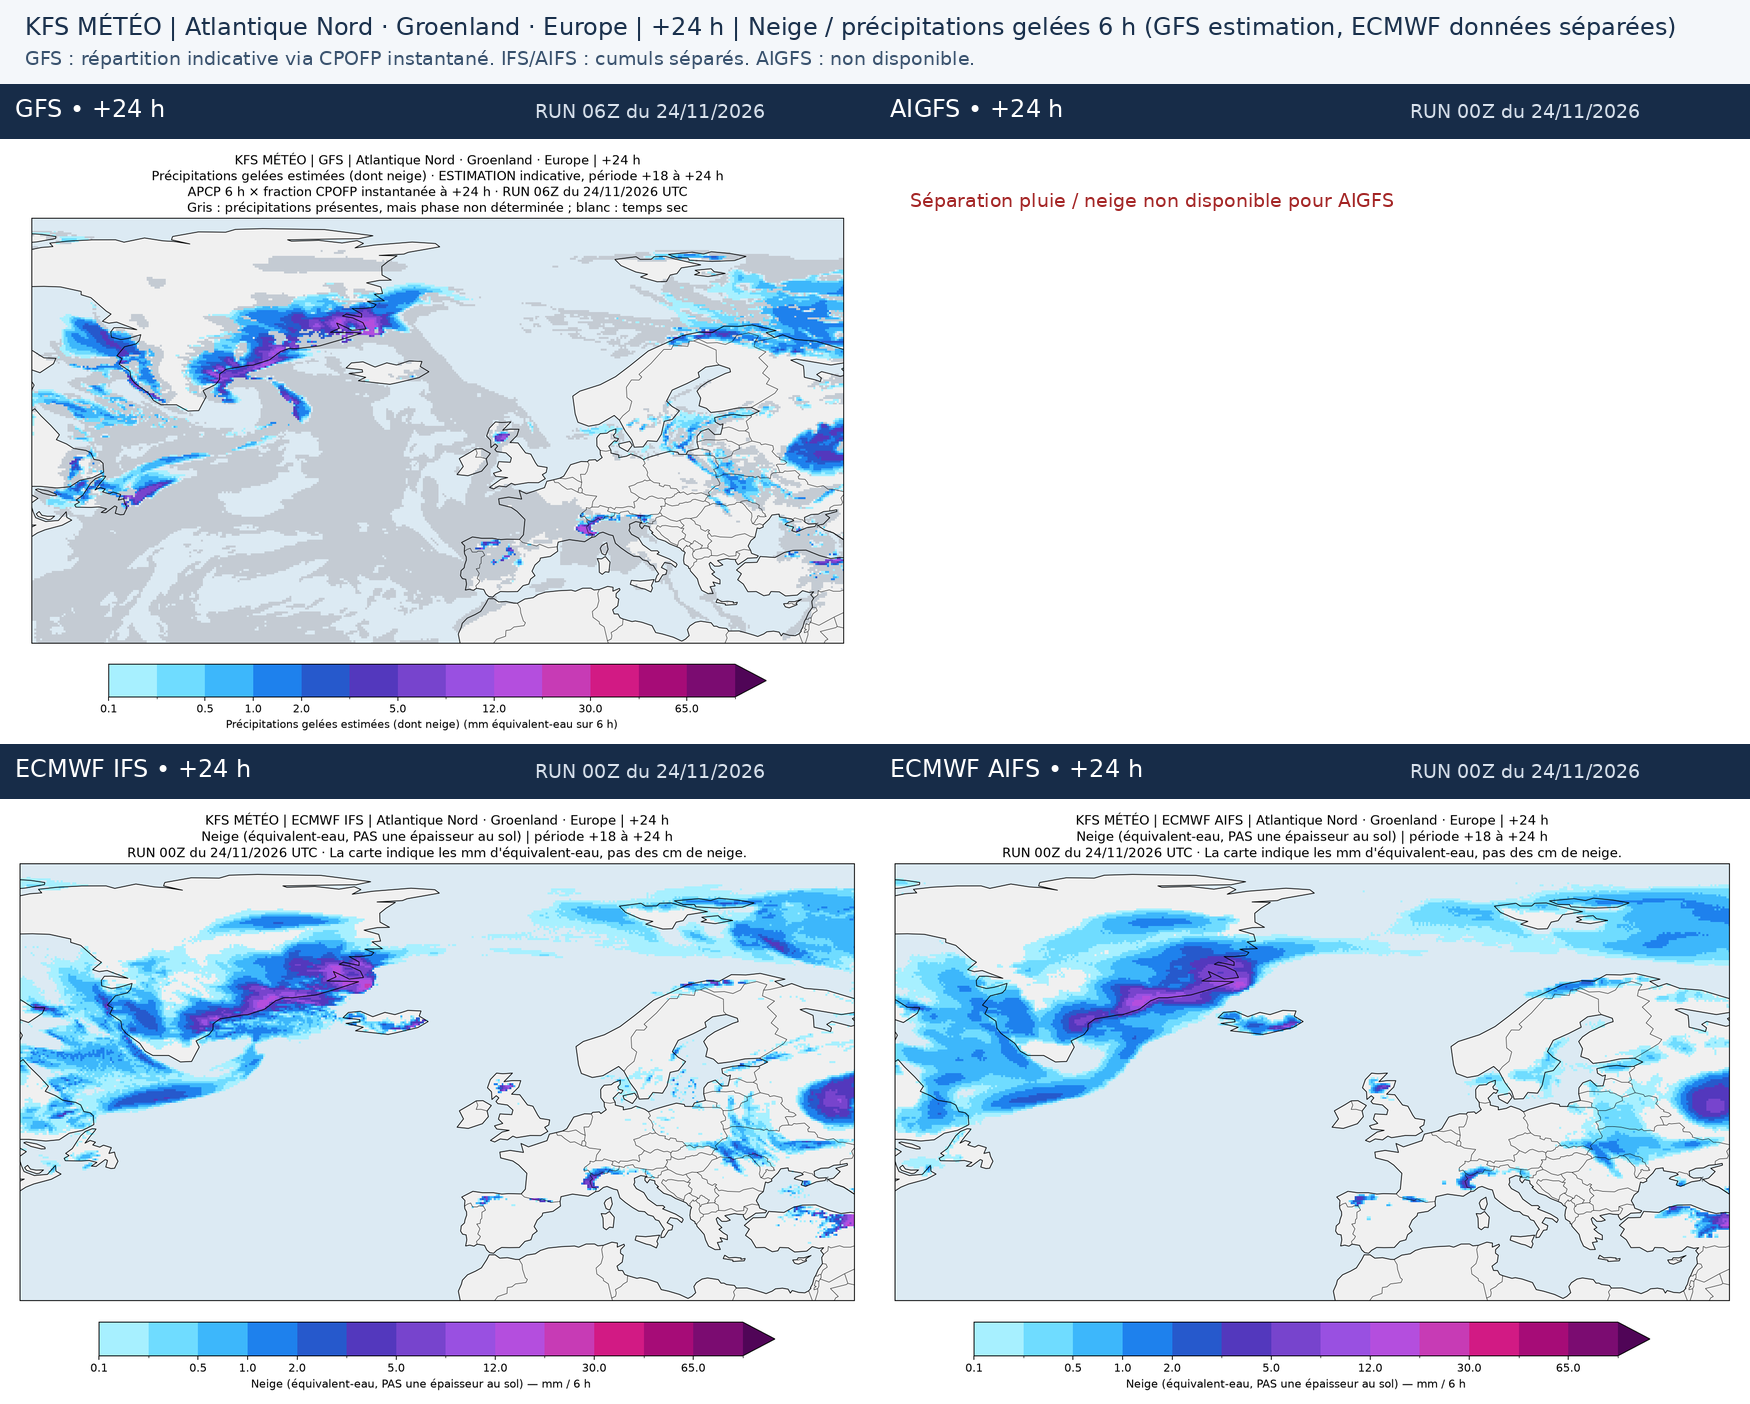 KFS MÉTÉO | Atlantique Nord · Groenland · Europe | +24 h | Neige / précipitations gelées 6 h (GFS estimation, ECMWF données séparées)
GFS : répartition indicative via CPOFP instantané. IFS/AIFS : cumuls séparés. AIGFS : non disponible.
GFS • +24 h
RUN 06Z du 24/11/2026
AIGFS • +24 h
RUN 00Z du 24/11/2026
KFS MÉTÉO | GFS | Atlantique Nord · Groenland · Europe | +24 h
Précipitations gelées estimées (dont neige) · ESTIMATION indicative, période +18 à +24 h
APCP 6 h × fraction CPOFP instantanée à +24 h · RUN 06Z du 24/11/2026 UTC
Gris : précipitations présentes, mais phase non déterminée ; blanc : temps sec
Séparation pluie / neige non disponible pour AIGFS
0.1 0.5 1.0 2.0 5.0 12.0 30.0 65.0
Précipitations gelées estimées (dont neige) (mm équivalent-eau sur 6 h)
ECMWF IFS • +24 h
RUN 00Z du 24/11/2026
ECMWF AIFS • +24 h
RUN 00Z du 24/11/2026
KFS MÉTÉO | ECMWF IFS | Atlantique Nord · Groenland · Europe | +24 h
Neige (équivalent-eau, PAS une épaisseur au sol) | période +18 à +24 h
RUN 00Z du 24/11/2026 UTC · La carte indique les mm d'équivalent-eau, pas des cm de neige.
KFS MÉTÉO | ECMWF AIFS | Atlantique Nord · Groenland · Europe | +24 h
Neige (équivalent-eau, PAS une épaisseur au sol) | période +18 à +24 h
RUN 00Z du 24/11/2026 UTC · La carte indique les mm d'équivalent-eau, pas des cm de neige.
0.1 0.5 1.0 2.0 5.0 12.0 30.0 65.0
Neige (équivalent-eau, PAS une épaisseur au sol) — mm / 6 h
0.1 0.5 1.0 2.0 5.0 12.0 30.0 65.0
Neige (équivalent-eau, PAS une épaisseur au sol) — mm / 6 h